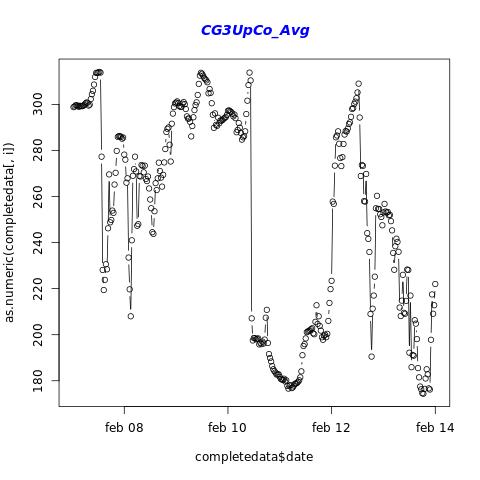 CG3UpCo_Avg
as.numeric(completedata[, i])
300
280
260
240
220
200
180
feb 08
feb 10
feb 12
feb 14
completedata$date